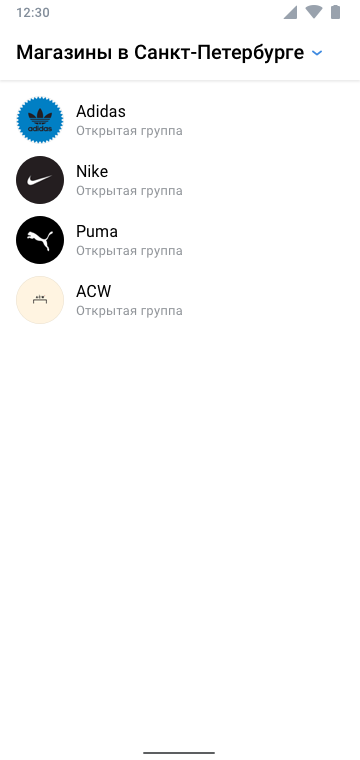 12:30
Магазины в Санкт-Петербурге
adidas
Adidas
Открытая группа
Nike
Открытая группа
Puma
Открытая группа
ACW
Открытая группа